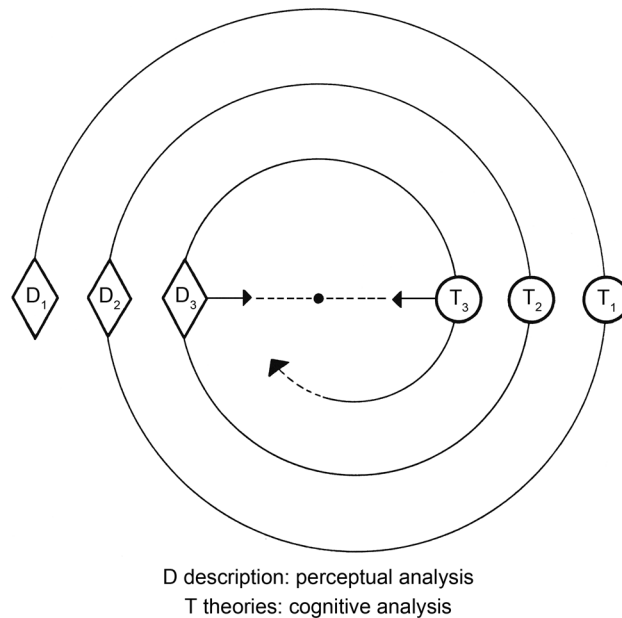 D₁ D₂ D₃ T₃ T₂ T₁
D description: perceptual analysis
T theories: cognitive analysis